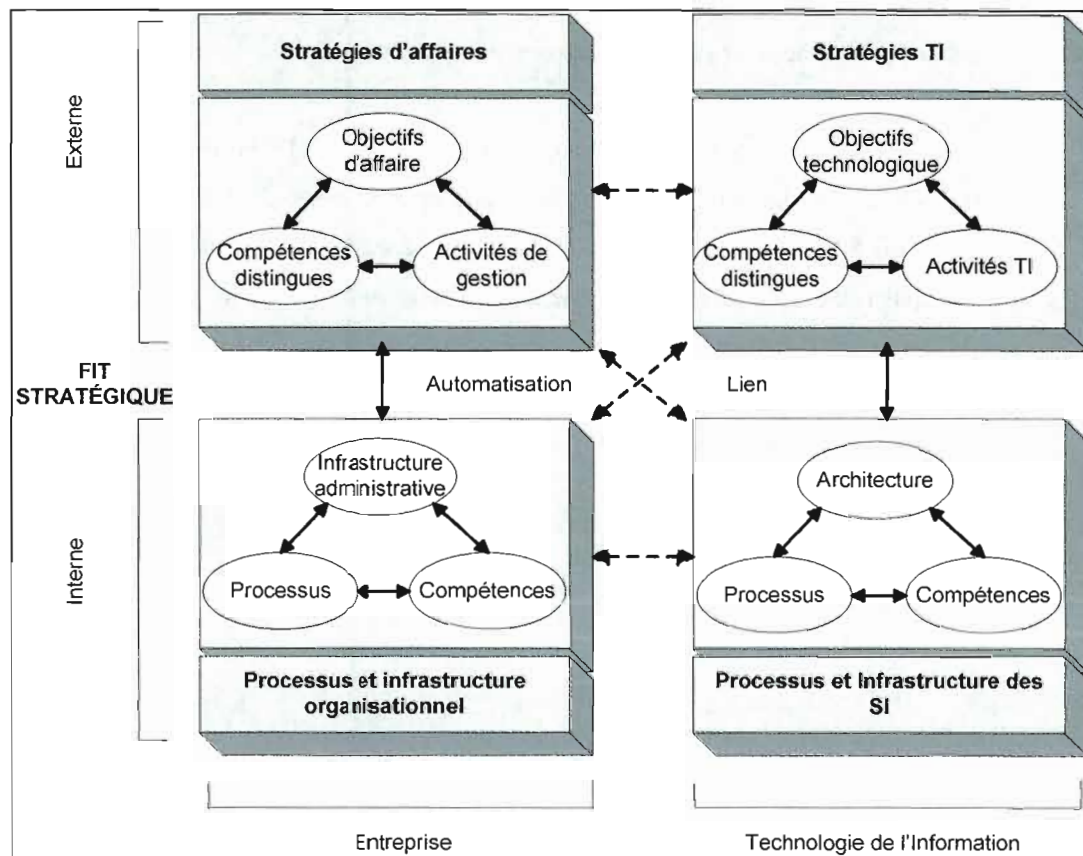 Stratégies d'affaires
Stratégies TI
Externe
Objectifs
d'affaire
Compétences
distingues
Activités de
gestion
Objectifs
technologique
Compétences
distingues
Activités TI
FIT
STRATÉGIQUE
Automatisation
Lien
Interne
Infrastructure
administrative
Processus
Compétences
Architecture
Processus
Compétences
Processus et infrastructure
organisationnel
Processus et Infrastructure des
SI
Entreprise
Technologie de l'Information